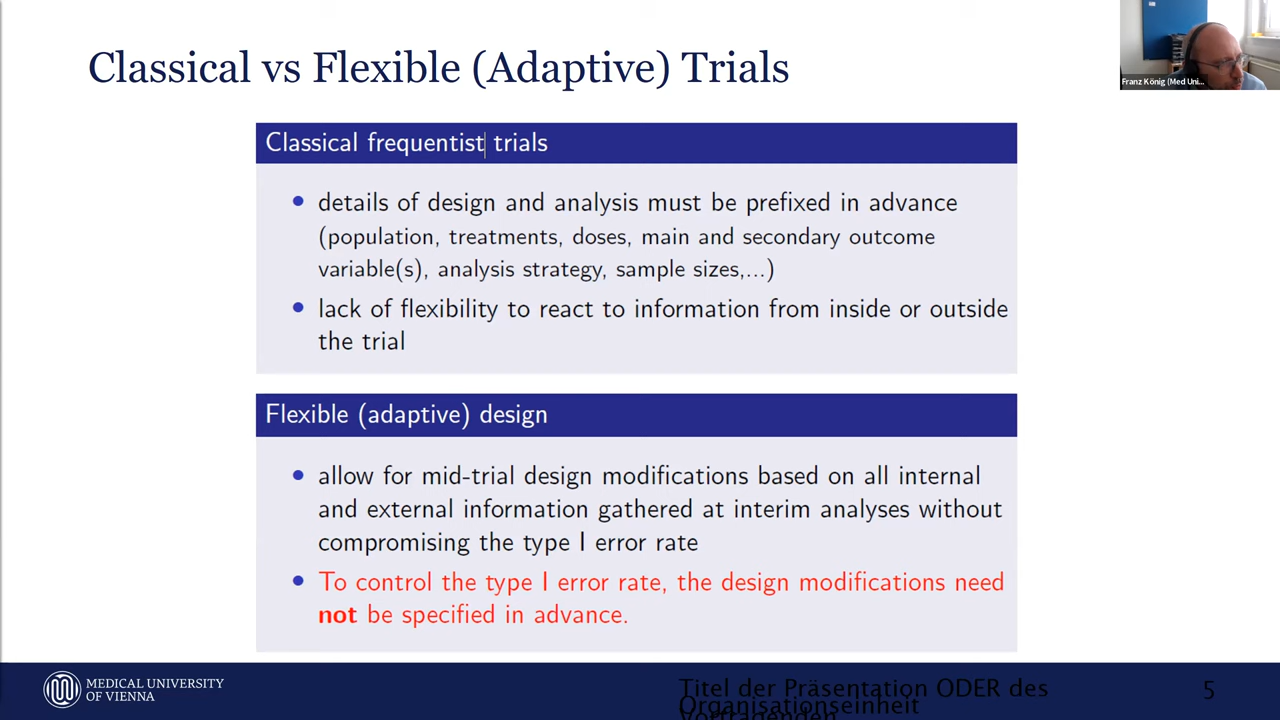 Classical vs Flexible (Adaptive) Trials
Franz König (Med Uni...
Classical frequentist trials
• details of design and analysis must be prefixed in advance
(population, treatments, doses, main and secondary outcome
variable(s), analysis strategy, sample sizes,...)
• lack of flexibility to react to information from inside or outside
the trial
Flexible (adaptive) design
• allow for mid-trial design modifications based on all internal
and external information gathered at interim analyses without
compromising the type I error rate
• To control the type I error rate, the design modifications need
not be specified in advance.
MEDICAL UNIVERSITY
OF VIENNA
Titel der Präsentation ODER des
Organisationseinheit
Vortragenden
5